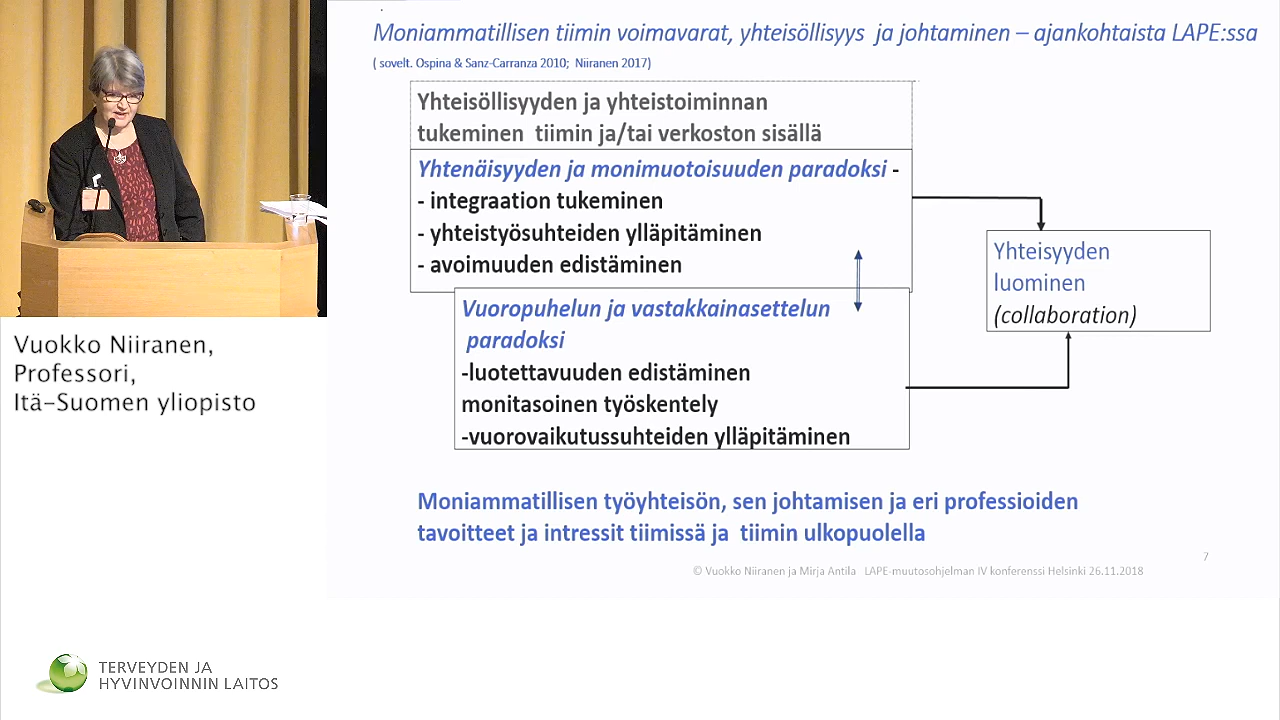 Moniammatillisen tiimin voimavarat, yhteisöllisyys ja johtaminen – ajankohtaista LAPE:ssa
( sovelt. Ospina & Sanz-Carranza 2010; Niiranen 2017)
Yhteisöllisyyden ja yhteistoiminnan
tukeminen tiimin ja/tai verkoston sisällä
Yhtenäisyyden ja monimuotoisuuden paradoksi -
- integraation tukeminen
- yhteistyösuhteiden ylläpitäminen
- avoimuuden edistäminen
Vuoropuhelun ja vastakkainasettelun
paradoksi
-luotettavuuden edistäminen
monitasoinen työskentely
-vuorovaikutussuhteiden ylläpitäminen
Yhteisyyden
luominen
(collaboration)
Moniammatillisen työyhteisön, sen johtamisen ja eri professioiden
tavoitteet ja intressit tiimissä ja tiimin ulkopuolella
7
© Vuokko Niiranen ja Mirja Antila LAPE-muutosohjelman IV konferenssi Helsinki 26.11.2018
Vuokko Niiranen,
Professori,
Itä-Suomen yliopisto
TERVEYDEN JA
HYVINVOINNIN LAITOS